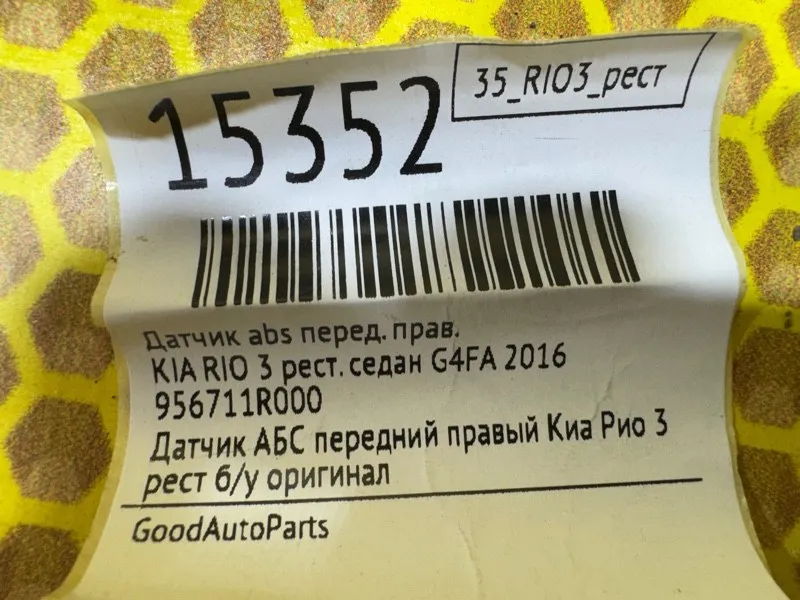 35_RIO3_рест
15352
Датчик abs перед. прав.
KIA RIO 3 рест. седан G4FA 2016
956711R000
Датчик АБС передний правый Киа Рио 3
рест б/у оригинал
GoodAutoParts